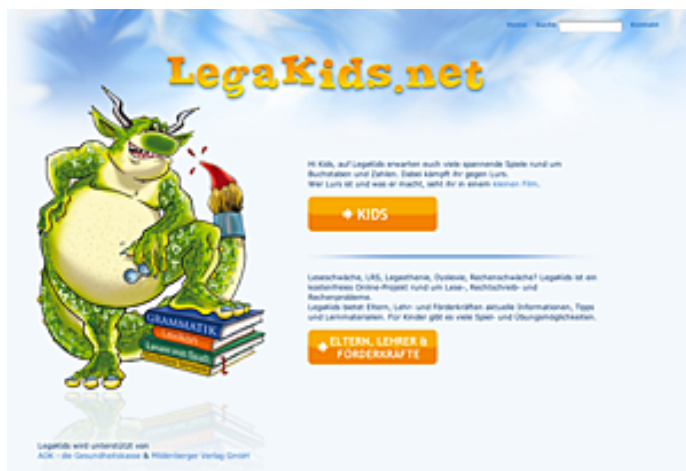 Home Suche Kontakt
LegaKids.net
Hi Kids, auf LegaKids erwarten euch viele spannende Spiele rund um
Buchstaben und Zahlen. Dabei kämpft ihr gegen Lurs.
Wer Lurs ist und was er macht, seht ihr in einem kleinen Film.
KIDS
Leseschwäche, LRS, Legasthenie, Dyslexie, Rechenschwäche? LegaKids ist ein
kostenfreies Online-Projekt rund um Lese-, Rechtschreib- und
Rechenprobleme.
LegaKids bietet Eltern, Lehr- und Förderkräften aktuelle Informationen, Tipps
und Lernmaterialien. Für Kinder gibt es viele Spiel- und Übungsmöglichkeiten.
ELTERN, LEHRER &
FÖRDERKRÄFTE
GRAMMATIK
Lexikon
Lesen mit Spaß
LegaKids wird unterstützt von
AOK - die Gesundheitskasse & Mildenberger Verlag GmbH